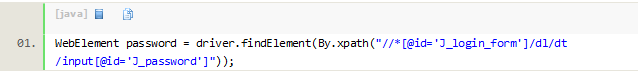 [java]
01. WebElement password = driver.findElement(By.xpath("//*[@id='J_login_form']/dl/dt
/input[@id='J_password']"));